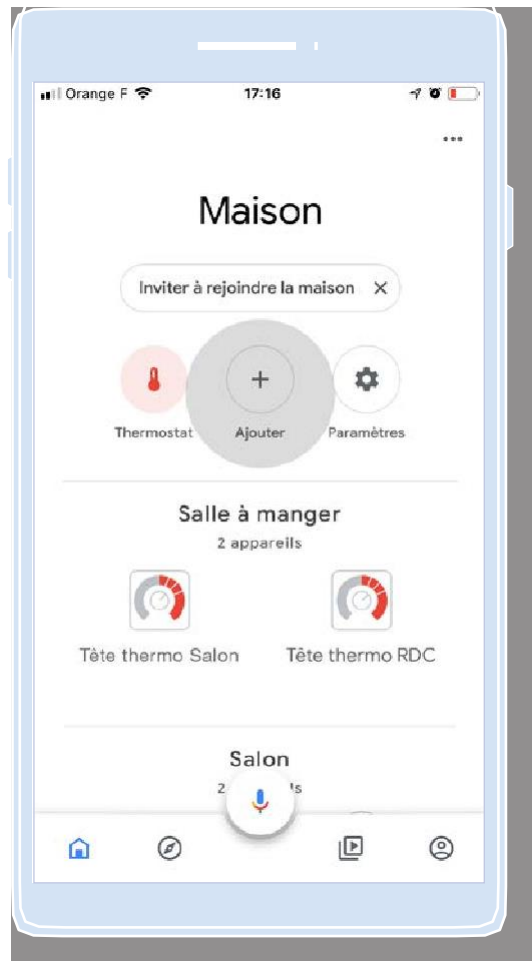 Orange F 17:16
Maison
Inviter à rejoindre la maison
Thermostat Ajouter Paramètres
Salle à manger
2 appareils
Tête thermo Salon Tête thermo RDC
Salon
2